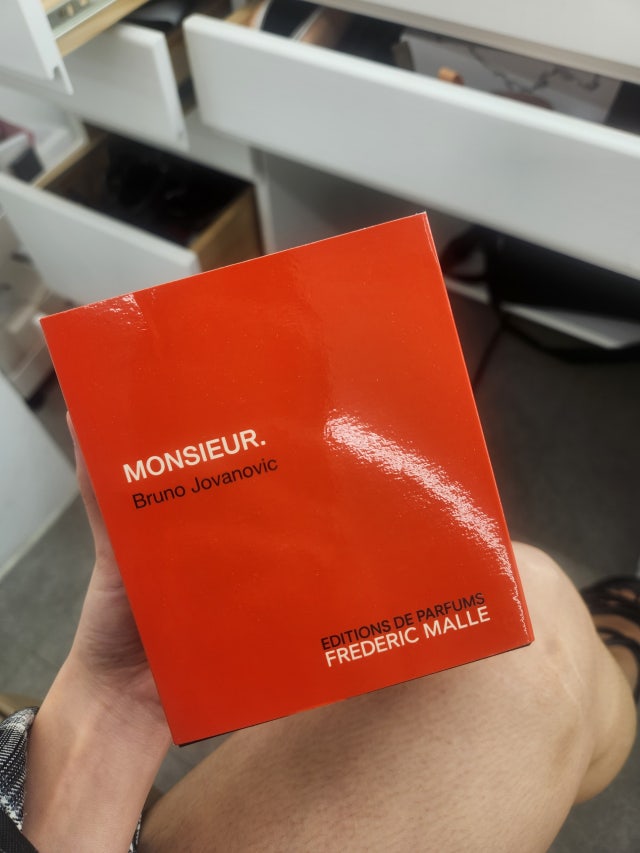 MONSIEUR.
Bruno Jovanovic
EDITIONS DE PARFUMS
FREDERIC MALLE